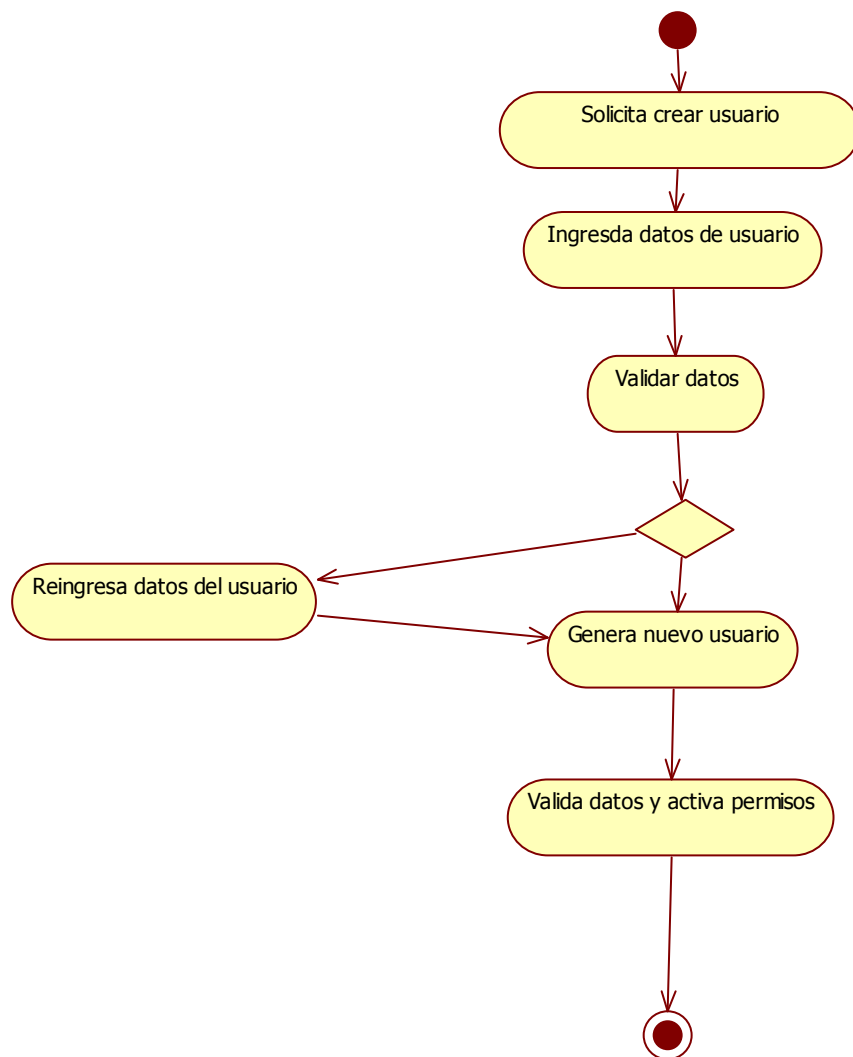 Solicita crear usuario
Ingresda datos de usuario
Validar datos
Reingresa datos del usuario
Genera nuevo usuario
Valida datos y activa permisos